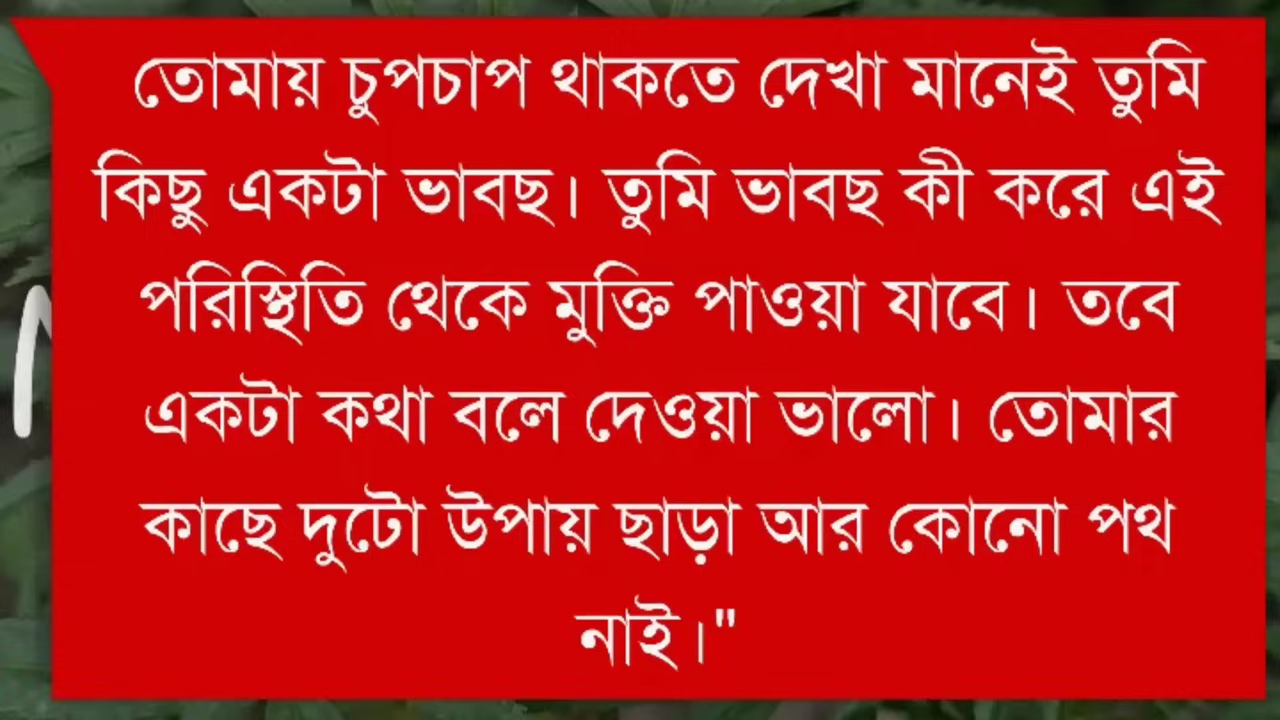 তোমায় চুপচাপ থাকতে দেখা মানেই তুমি
কিছু একটা ভাবছ। তুমি ভাবছ কী করে এই
পরিস্থিতি থেকে মুক্তি পাওয়া যাবে। তবে
একটা কথা বলে দেওয়া ভালো। তোমার
কাছে দুটো উপায় ছাড়া আর কোনো পথ
নাই।"